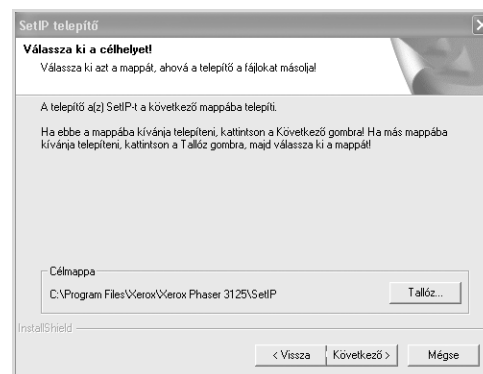 SetIP telepítő
Válassza ki a célhelyet!
Válassza ki azt a mappát, ahová a telepítő a fájlokat másolja!
A telepítő a(z) SetIP-t a következő mappába telepíti.
Ha ebbe a mappába kívánja telepíteni, kattintson a Következő gombra! Ha más mappába
kívánja telepíteni, kattintson a Tallóz gombra, majd válassza ki a mappát!
Célmappa
C:\Program Files\Xerox\Xerox Phaser 3125\SetIP
Tallóz...
InstallShield
< Vissza
Következő >
Mégse